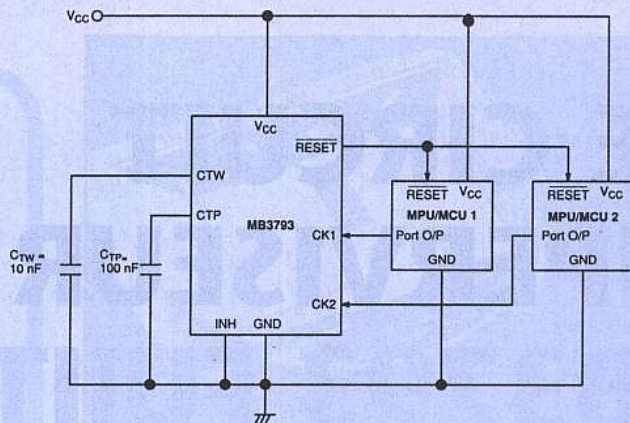 VCC
VCC
RESET
CTW
CTP
MB3793
CK1
CK2
INH GND
CTW =
10 nF
CTP=
100 nF
RESET VCC
MPU/MCU 1
Port O/P
GND
RESET VCC
MPU/MCU 2
Port O/P
GND